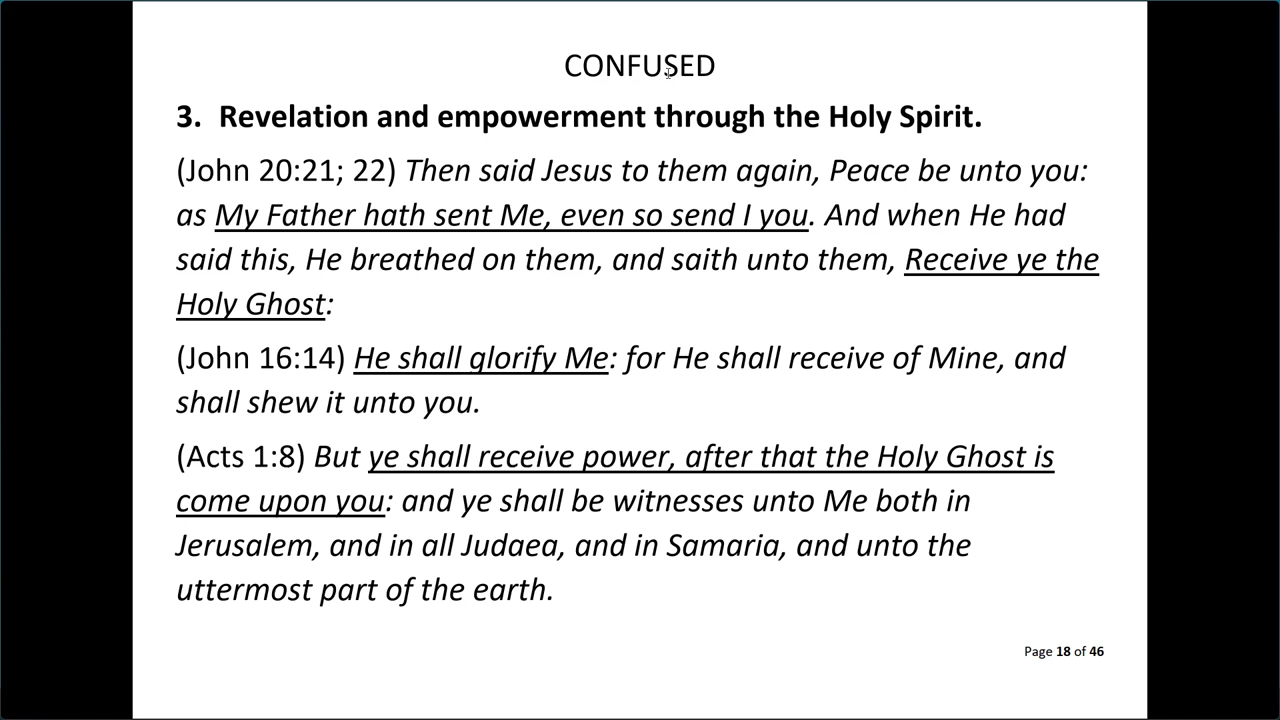 CONFUSED
3. Revelation and empowerment through the Holy Spirit.
(John 20:21; 22) Then said Jesus to them again, Peace be unto you:
as My Father hath sent Me, even so send I you. And when He had
said this, He breathed on them, and saith unto them, Receive ye the
Holy Ghost:
(John 16:14) He shall glorify Me: for He shall receive of Mine, and
shall shew it unto you.
(Acts 1:8) But ye shall receive power, after that the Holy Ghost is
come upon you: and ye shall be witnesses unto Me both in
Jerusalem, and in all Judaea, and in Samaria, and unto the
uttermost part of the earth.
Page 18 of 46